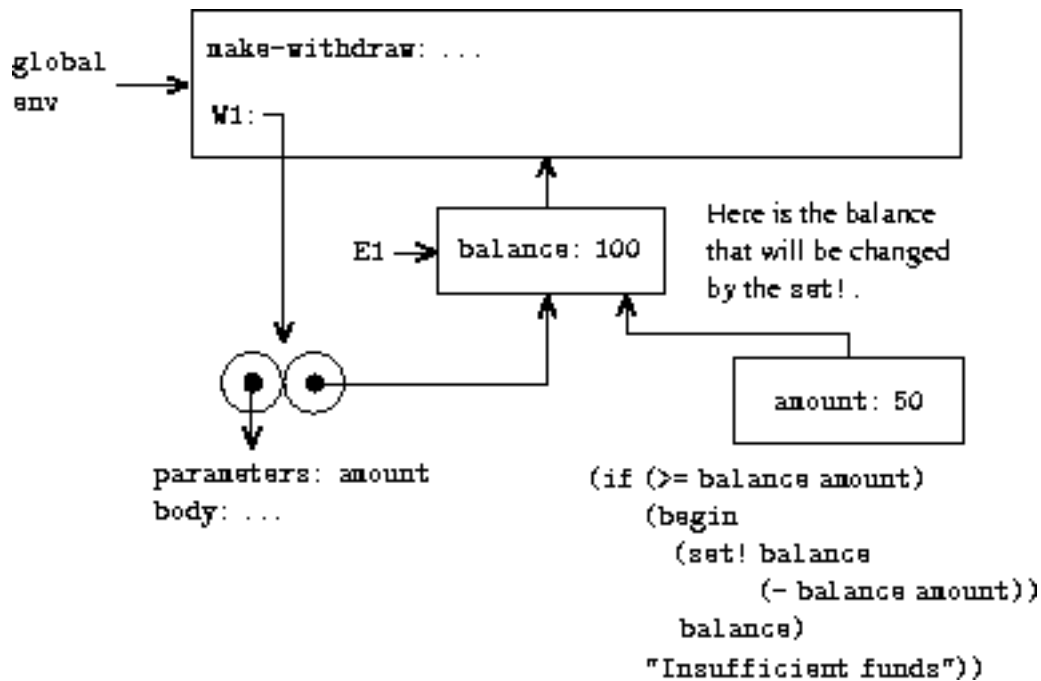 make-withdraw: ...
global
env
W1:
E1
balance: 100
Here is the balance
that will be changed
by the set! .
amount: 50
parameters: amount
body: ...
(if (>= balance amount)
(begin
(set! balance
(- balance amount))
balance)
"Insufficient funds"))